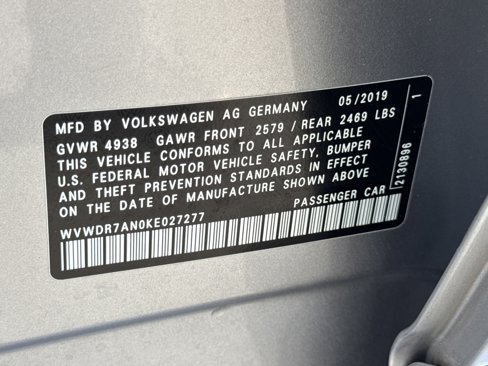 MFD BY VOLKSWAGEN AG GERMANY 05/2019
GVWR 4938 GAWR FRONT 2579 / REAR 2469 LBS
THIS VEHICLE CONFORMS TO ALL APPLICABLE
U.S. FEDERAL MOTOR VEHICLE SAFETY, BUMPER
AND THEFT PREVENTION STANDARDS IN EFFECT
ON THE DATE OF MANUFACTURE SHOWN ABOVE
WVWDR7AN0KE027277 PASSENGER CAR
2130896 1